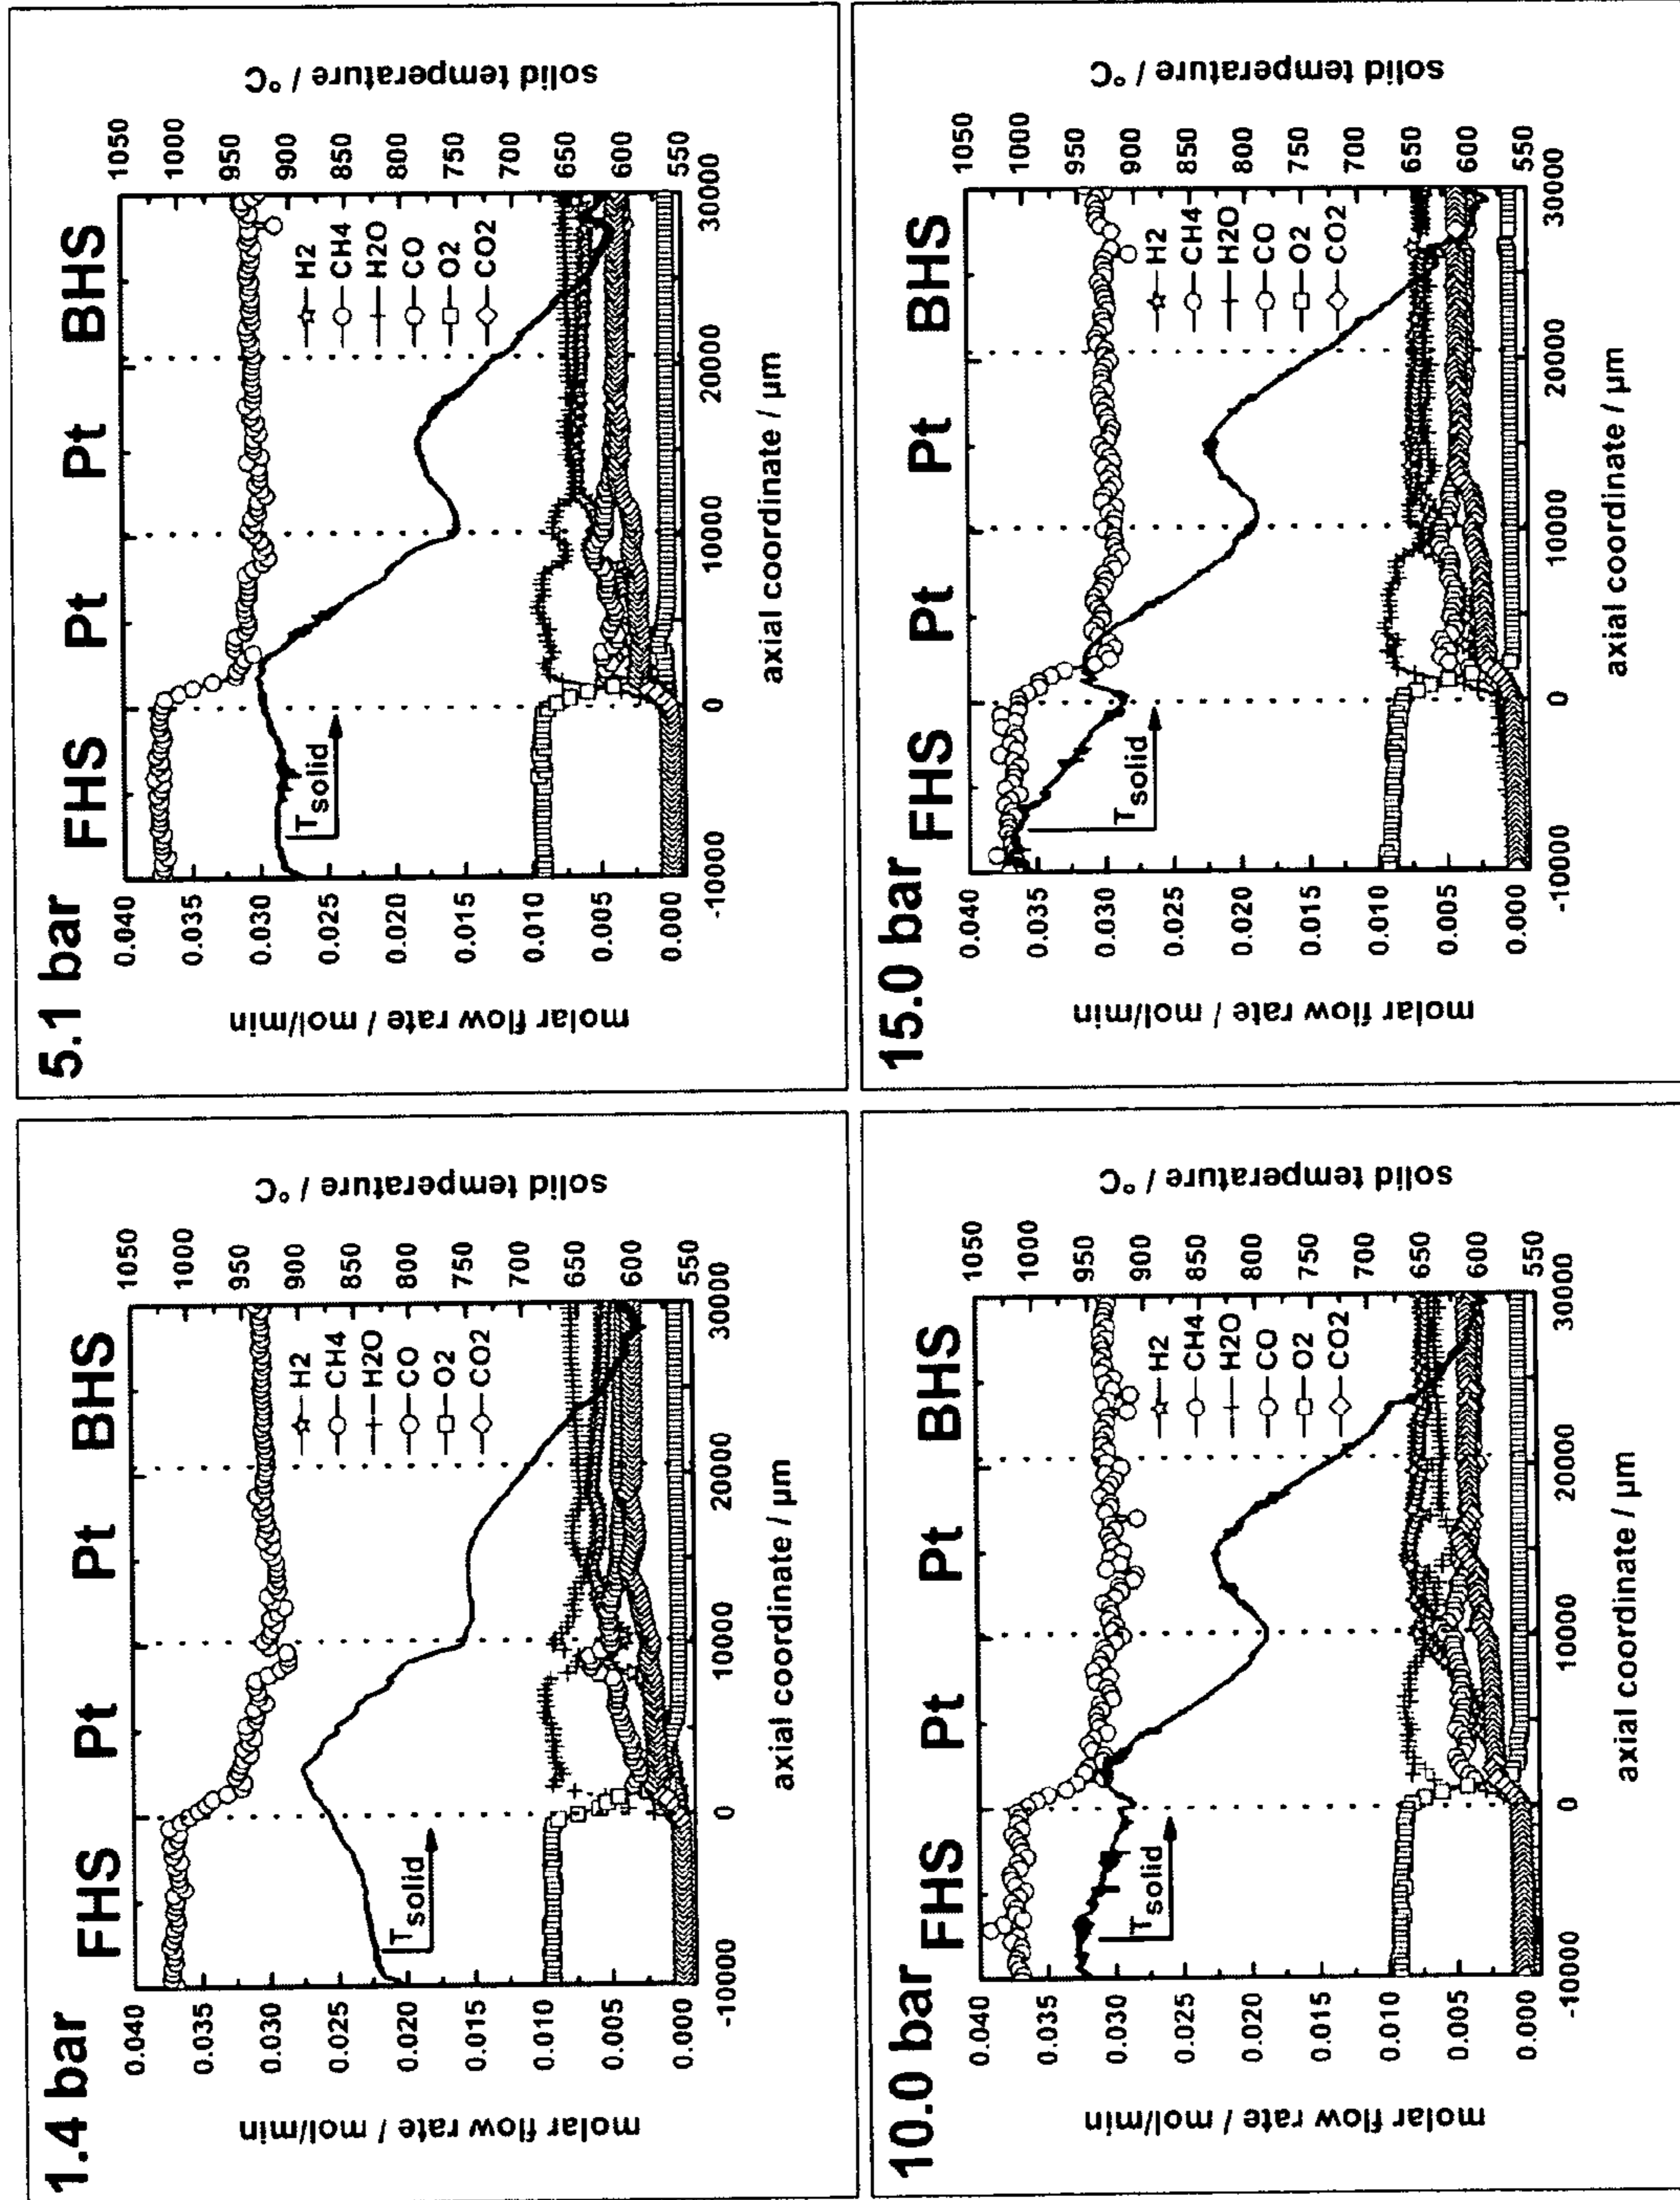 1.4 bar
FHS Pt Pt BHS
molar flow rate / mol/min
0.040
0.035
0.030
0.025
0.020
0.015
0.010
0.005
0.000
T solid
H2
CH4
H2O
CO
O2
CO2
1050
1000
950
900
850
800
750
700
650
600
550
solid temperature / °C
-10000 0 10000 20000 30000
axial coordinate / µm
5.1 bar
FHS Pt Pt BHS
molar flow rate / mol/min
0.040
0.035
0.030
0.025
0.020
0.015
0.010
0.005
0.000
T solid
H2
CH4
H2O
CO
O2
CO2
1050
1000
950
900
850
800
750
700
650
600
550
solid temperature / °C
-10000 0 10000 20000 30000
axial coordinate / µm
10.0 bar
FHS Pt Pt BHS
molar flow rate / mol/min
0.040
0.035
0.030
0.025
0.020
0.015
0.010
0.005
0.000
T solid
H2
CH4
H2O
CO
O2
CO2
1050
1000
950
900
850
800
750
700
650
600
550
solid temperature / °C
-10000 0 10000 20000 30000
axial coordinate / µm
15.0 bar
FHS Pt Pt BHS
molar flow rate / mol/min
0.040
0.035
0.030
0.025
0.020
0.015
0.010
0.005
0.000
T solid
H2
CH4
H2O
CO
O2
CO2
1050
1000
950
900
850
800
750
700
650
600
550
solid temperature / °C
-10000 0 10000 20000 30000
axial coordinate / µm